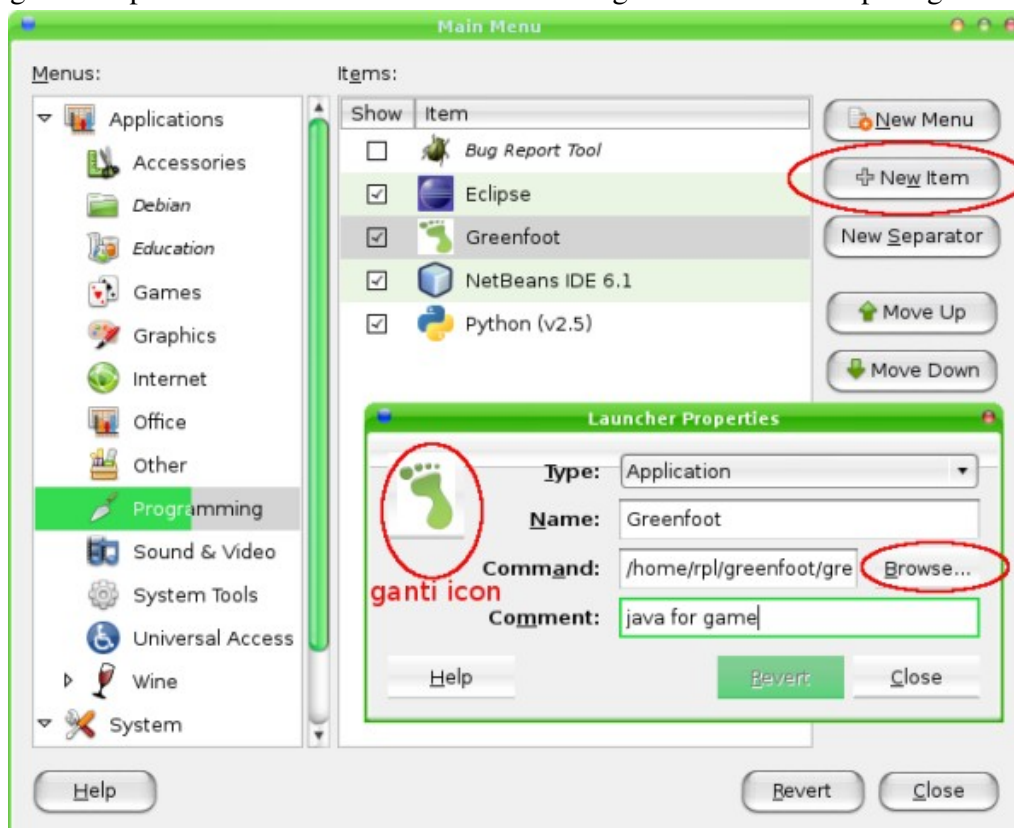 Main Menu
Menus:
Items:
Applications
Accessories
Debian
Education
Games
Graphics
Internet
Office
Other
Programming
Sound & Video
System Tools
Universal Access
Wine
System
Show Item
Bug Report Tool
Eclipse
Greenfoot
NetBeans IDE 6.1
Python (v2.5)
New Menu
New Item
New Separator
Move Up
Move Down
Launcher Properties
ganti icon
Type: Application
Name: Greenfoot
Command: /home/rpl/greenfoot/gre Browse...
Comment: java for game
Help Revert Close
Help Revert Close